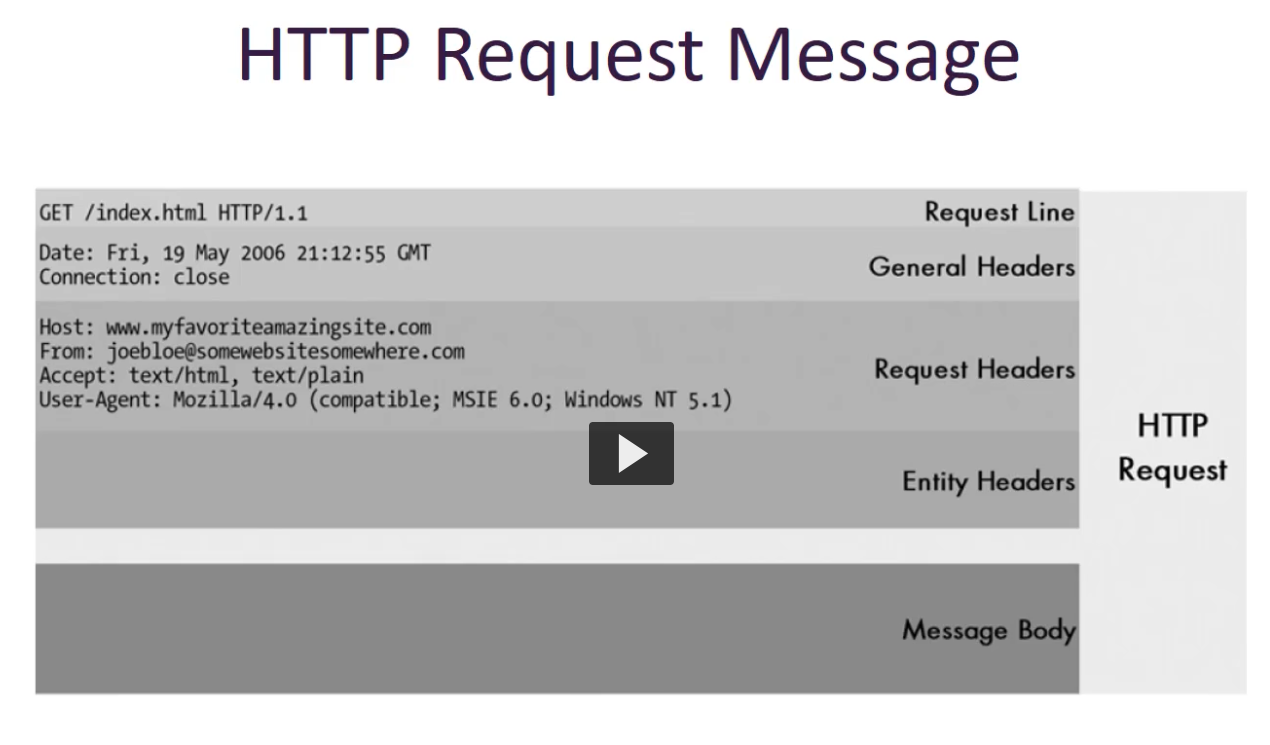 HTTP Request Message
GET /index.html HTTP/1.1
Request Line
Date: Fri, 19 May 2006 21:12:55 GMT
Connection: close
General Headers
Host: www.myfavoriteamazingsite.com
From: joebloe@somewebsitesomewhere.com
Accept: text/html, text/plain
User-Agent: Mozilla/4.0 (compatible; MSIE 6.0; Windows NT 5.1)
Request Headers
Entity Headers
Message Body
HTTP
Request